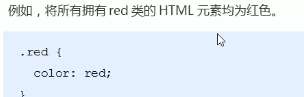 例如，将所有拥有 red 类的 HTML 元素均为红色。
.red {
color: red;
}